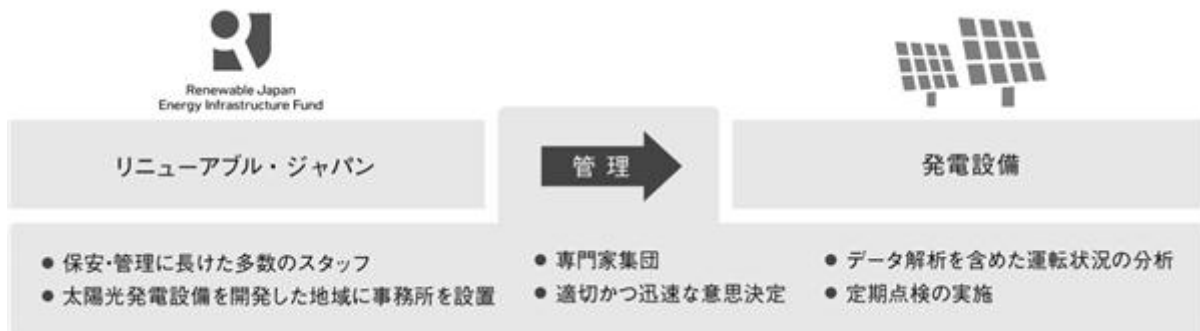 Renewable Japan
Energy Infrastructure Fund
リニューアブル・ジャパン
管理
発電設備
● 保安・管理に長けた多数のスタッフ
● 太陽光発電設備を開発した地域に事務所を設置
● 専門家集団
● 適切かつ迅速な意思決定
● データ解析を含めた運転状況の分析
● 定期点検の実施